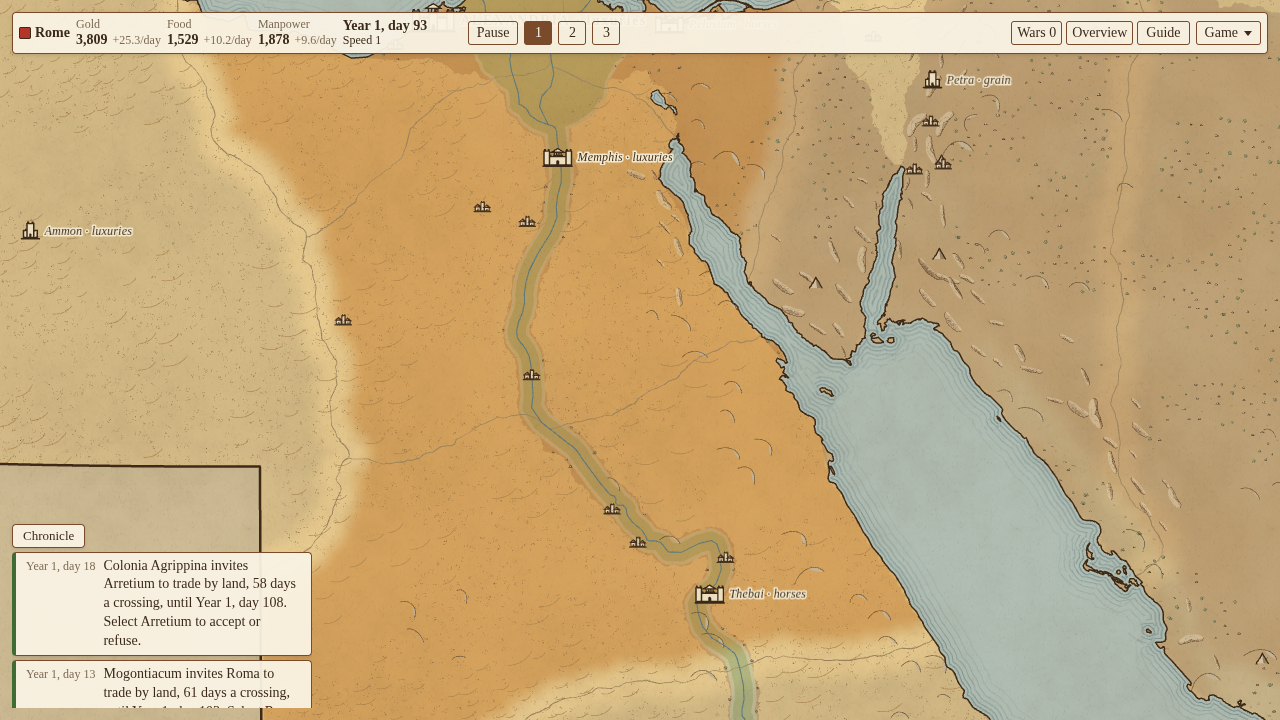 Rome
Gold
3,809 +25.3/day
Food
1,529 +10.2/day
Manpower
1,878 +9.6/day
Year 1, day 93
Speed 1
Pause
1
2
3
Wars 0
Overview
Guide
Game
Petra · grain
Memphis · luxuries
Ammon · luxuries
Thebai · horses
Chronicle
Year 1, day 18
Colonia Agrippina invites
Arretium to trade by land, 58 days
a crossing, until Year 1, day 108.
Select Arretium to accept or
refuse.
Year 1, day 13
Mogontiacum invites Roma to
trade by land, 61 days a crossing,